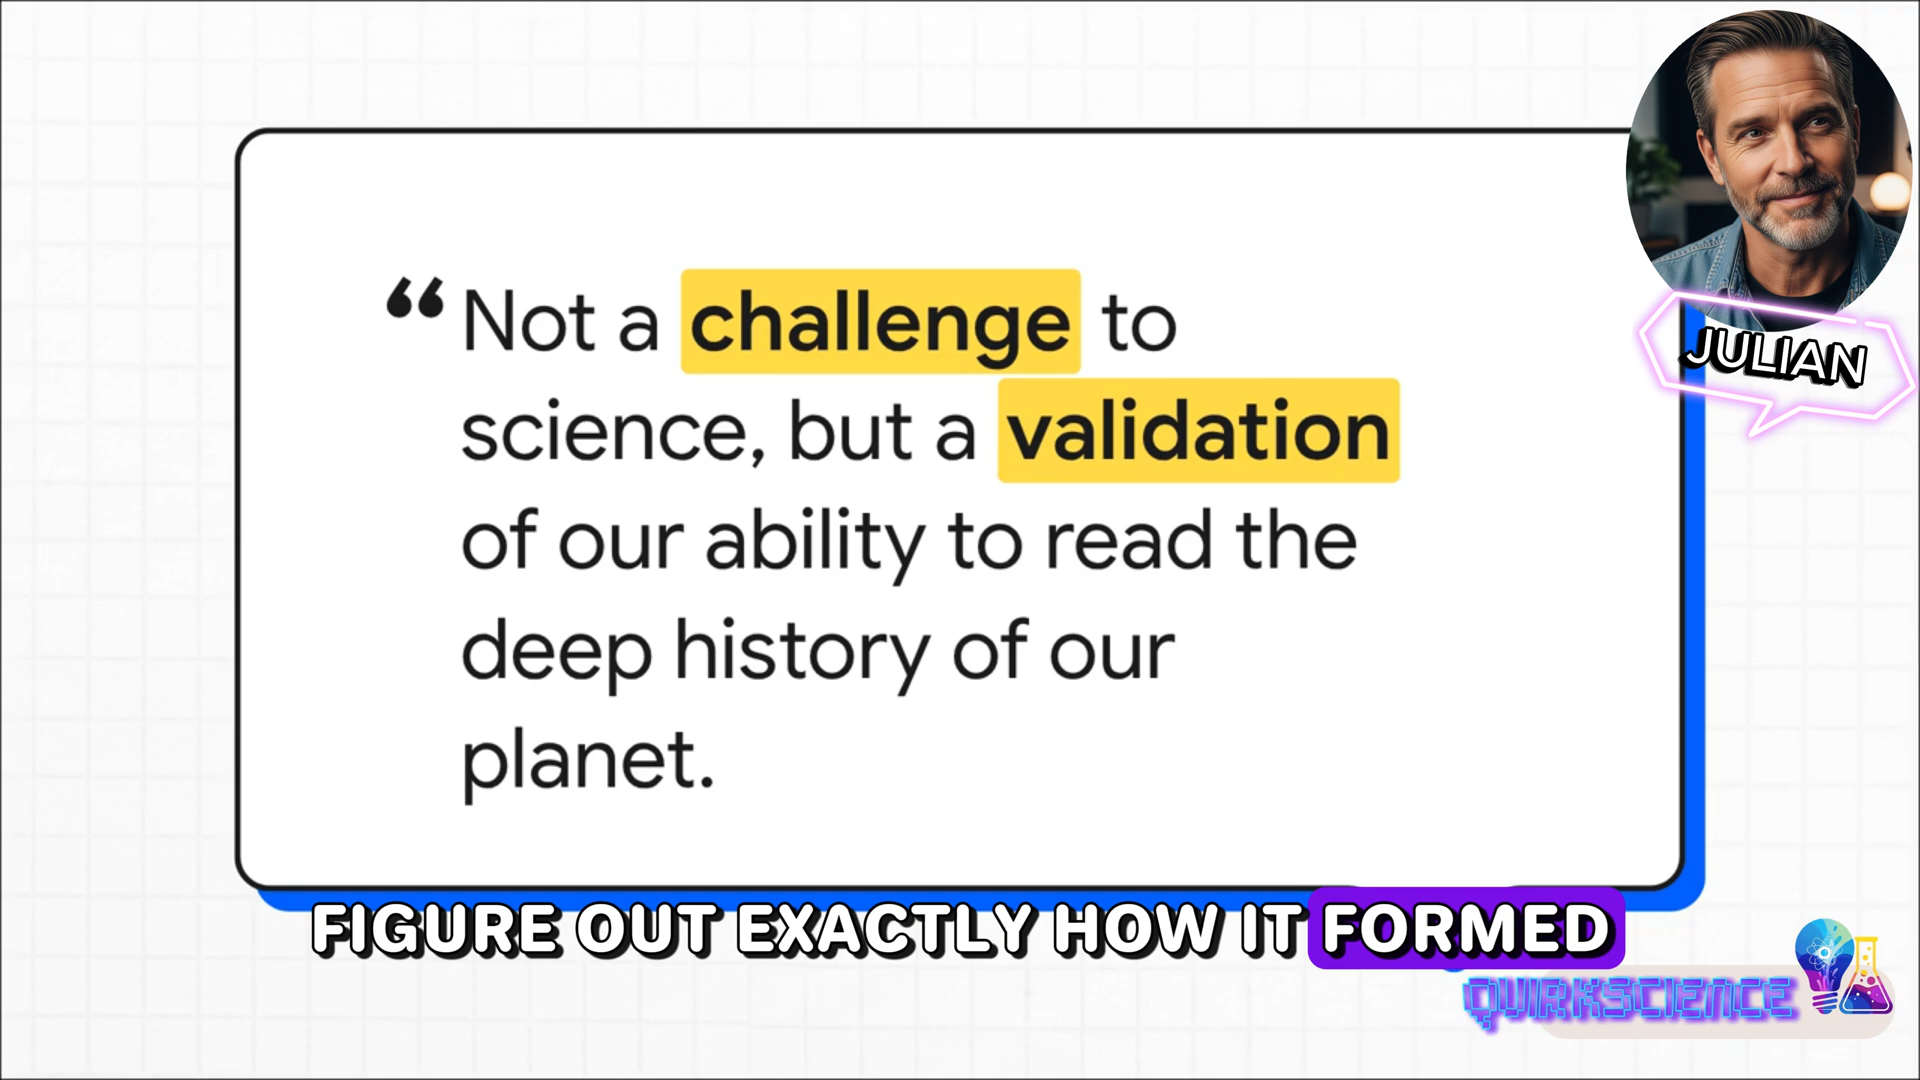 “Not a challenge to
science, but a validation
of our ability to read the
deep history of our
planet.
JULIAN
FIGURE OUT EXACTLY HOW IT FORMED
QUIRKSCIENCE